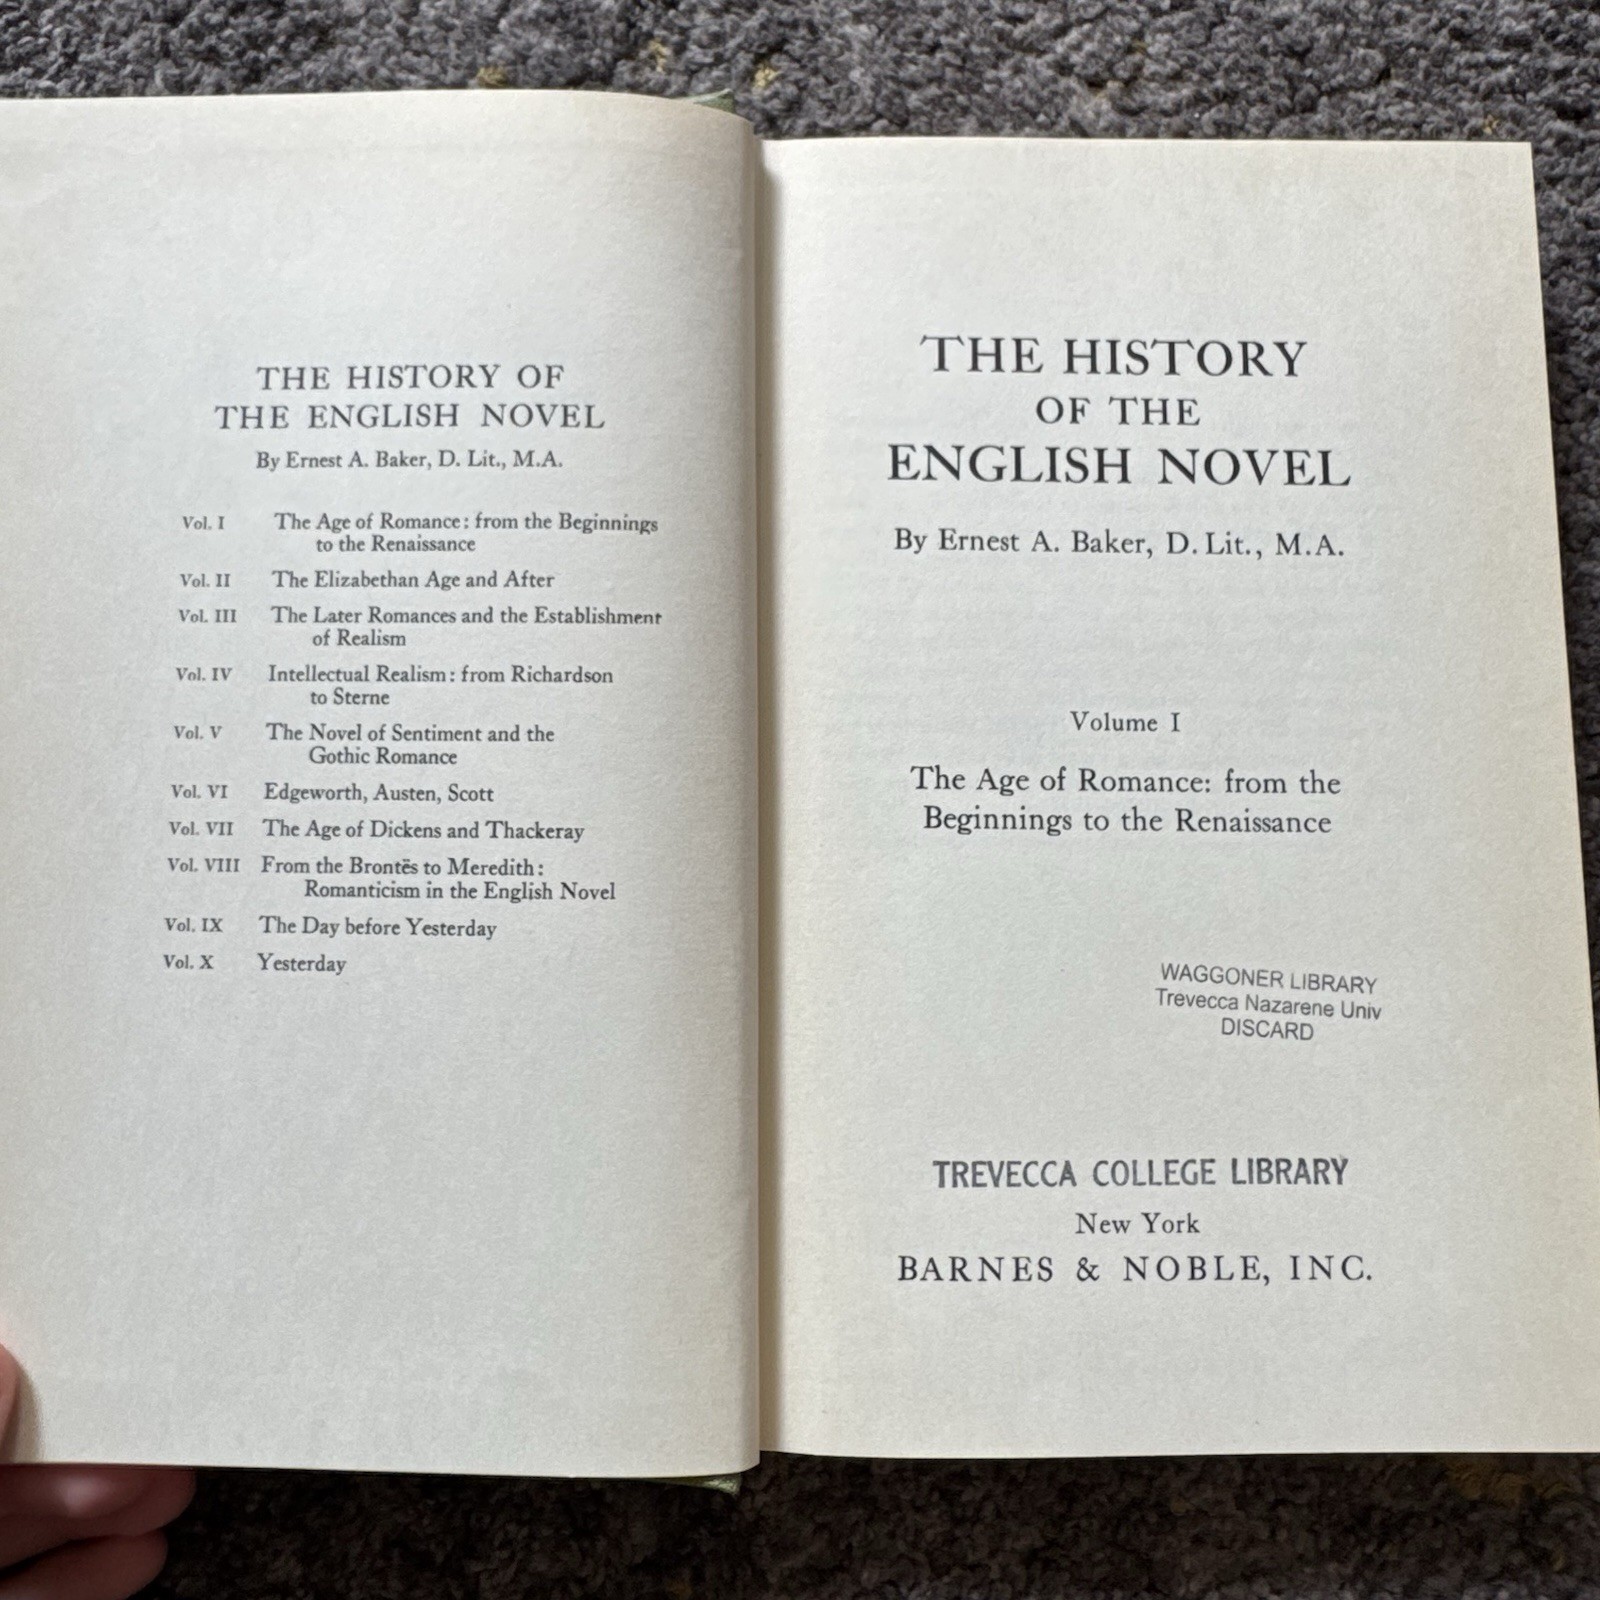 THE HISTORY OF
THE ENGLISH NOVEL
By Ernest A. Baker, D. Lit., M.A.
Vol. I The Age of Romance: from the Beginnings
to the Renaissance
Vol. II The Elizabethan Age and After
Vol. III The Later Romances and the Establishment
of Realism
Vol. IV Intellectual Realism: from Richardson
to Sterne
Vol. V The Novel of Sentiment and the
Gothic Romance
Vol. VI Edgeworth, Austen, Scott
Vol. VII The Age of Dickens and Thackeray
Vol. VIII From the Brontës to Meredith:
Romanticism in the English Novel
Vol. IX The Day before Yesterday
Vol. X Yesterday
THE HISTORY
OF THE
ENGLISH NOVEL
By Ernest A. Baker, D. Lit., M.A.
Volume I
The Age of Romance: from the
Beginnings to the Renaissance
WAGGONER LIBRARY
Trevecca Nazarene Univ
DISCARD
TREVECCA COLLEGE LIBRARY
New York
BARNES & NOBLE, INC.